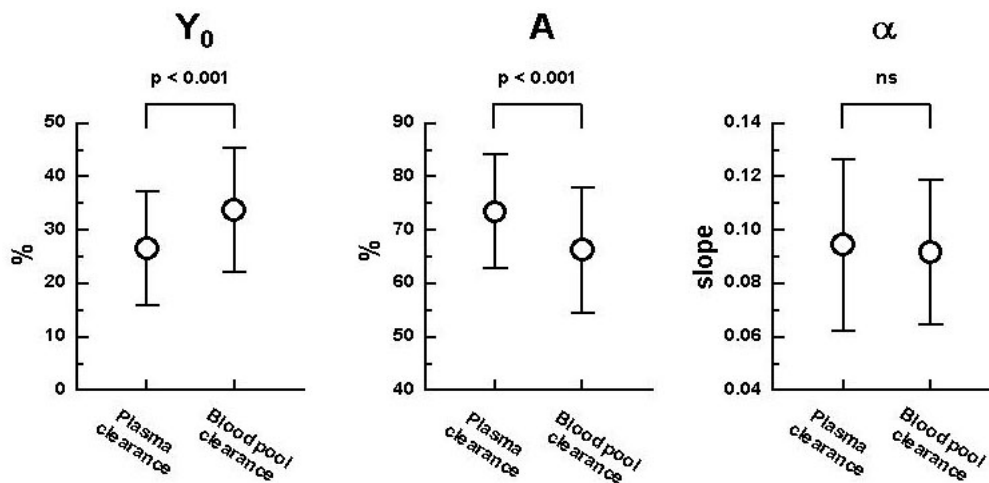 Y0
p < 0.001
50
40
30
20
10
0
%
Plasma
clearance
Blood pool
clearance
A
p < 0.001
90
80
70
60
50
40
%
Plasma
clearance
Blood pool
clearance
α
ns
0.14
0.12
0.10
0.08
0.06
0.04
slope
Plasma
clearance
Blood pool
clearance